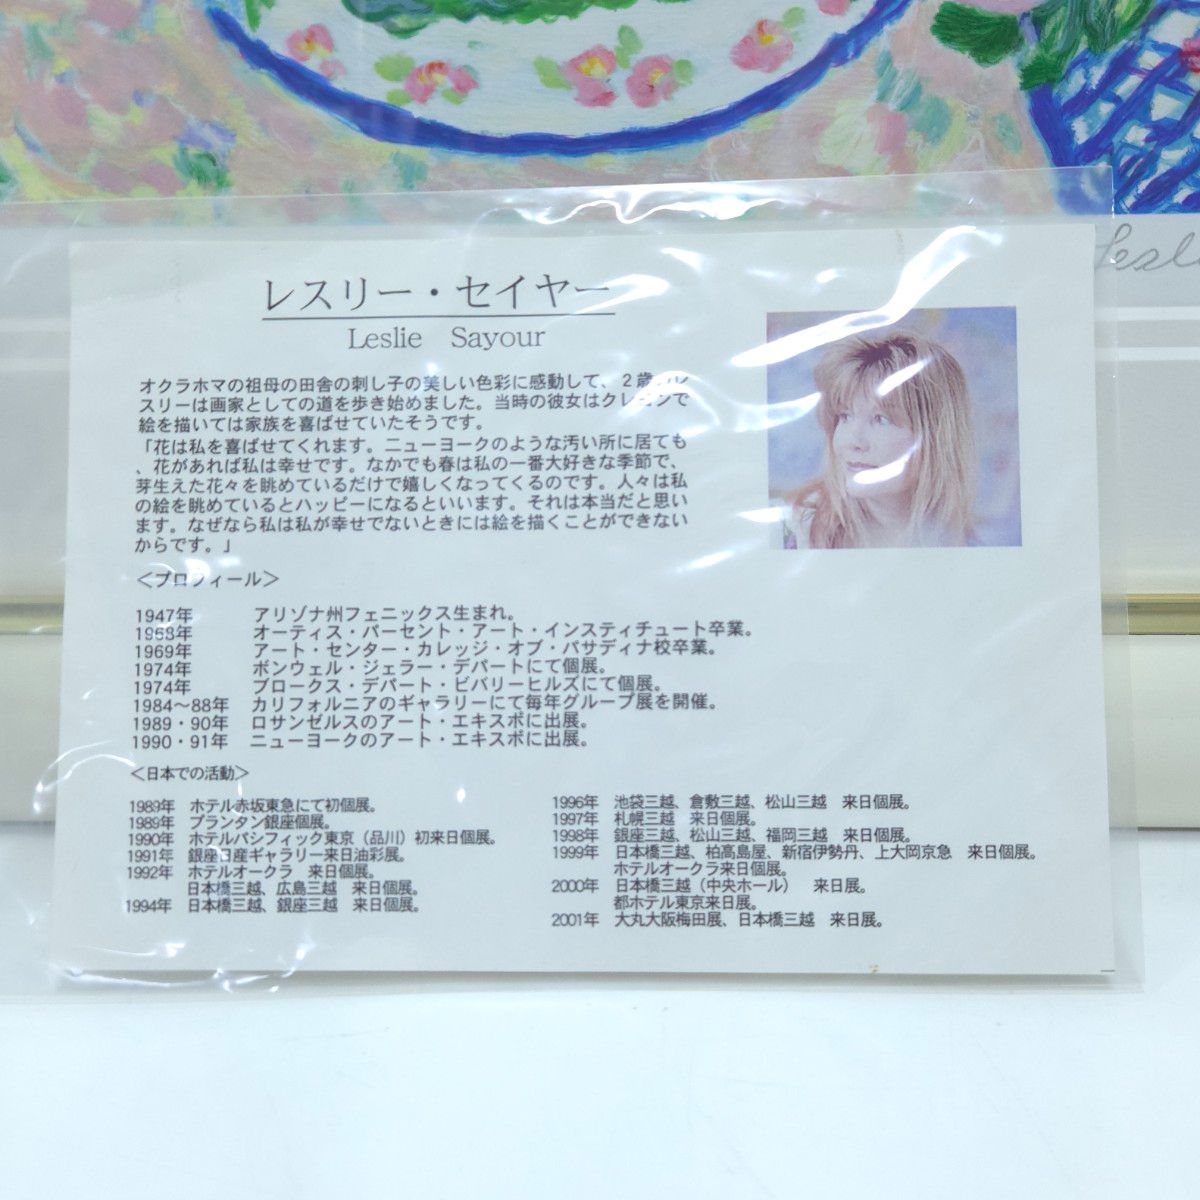 Lesl
レスリー・セイヤー
Leslie Sayour
オクラホマの祖母の田舎の刺し子の美しい色彩に感動して、２歳のレ
スリーは画家としての道を歩き始めました。当時の彼女はクレヨンで
絵を描いては家族を喜ばせていたそうです。
「花は私を喜ばせてくれます。ニューヨークのような汚い所に居ても
、花があれば私は幸せです。なかでも春は私の一番大好きな季節で、
芽生えた花々を眺めているだけで嬉しくなってくるのです。人々は私
の絵を眺めているとハッピーになるといいます。それは本当だと思い
ます。なぜなら私は私が幸せでないときには絵を描くことができない
からです。」
＜プロフィール＞
1947年 アリゾナ州フェニックス生まれ。
1968年 オーティス・パーセント・アート・インスティチュート卒業。
1969年 アート・センター・カレッジ・オブ・パサディナ校卒業。
1974年 ボンウェル・ジェラー・デパートにて個展。
1974年 ブロークス・デパート・ビバリーヒルズにて個展。
1984〜88年 カリフォルニアのギャラリーにて毎年グループ展を開催。
1989・90年 ロサンゼルスのアート・エキスポに出展。
1990・91年 ニューヨークのアート・エキスポに出展。
＜日本での活動＞
1989年 ホテル赤坂東急にて初個展。
1989年 プランタン銀座個展。
1990年 ホテルパシフィック東京（品川）初来日個展。
1991年 銀座日産ギャラリー来日油彩展。
1992年 ホテルオークラ 来日個展。
日本橋三越、広島三越 来日個展。
1994年 日本橋三越、銀座三越 来日個展。
1996年 池袋三越、倉敷三越、松山三越 来日個展。
1997年 札幌三越 来日個展。
1998年 銀座三越、松山三越、福岡三越 来日個展。
1999年 日本橋三越、柏高島屋、新宿伊勢丹、上大岡京急 来日個展。
ホテルオークラ来日個展。
2000年 日本橋三越（中央ホール） 来日展。
都ホテル東京来日展。
2001年 大丸大阪梅田展、日本橋三越 来日展。